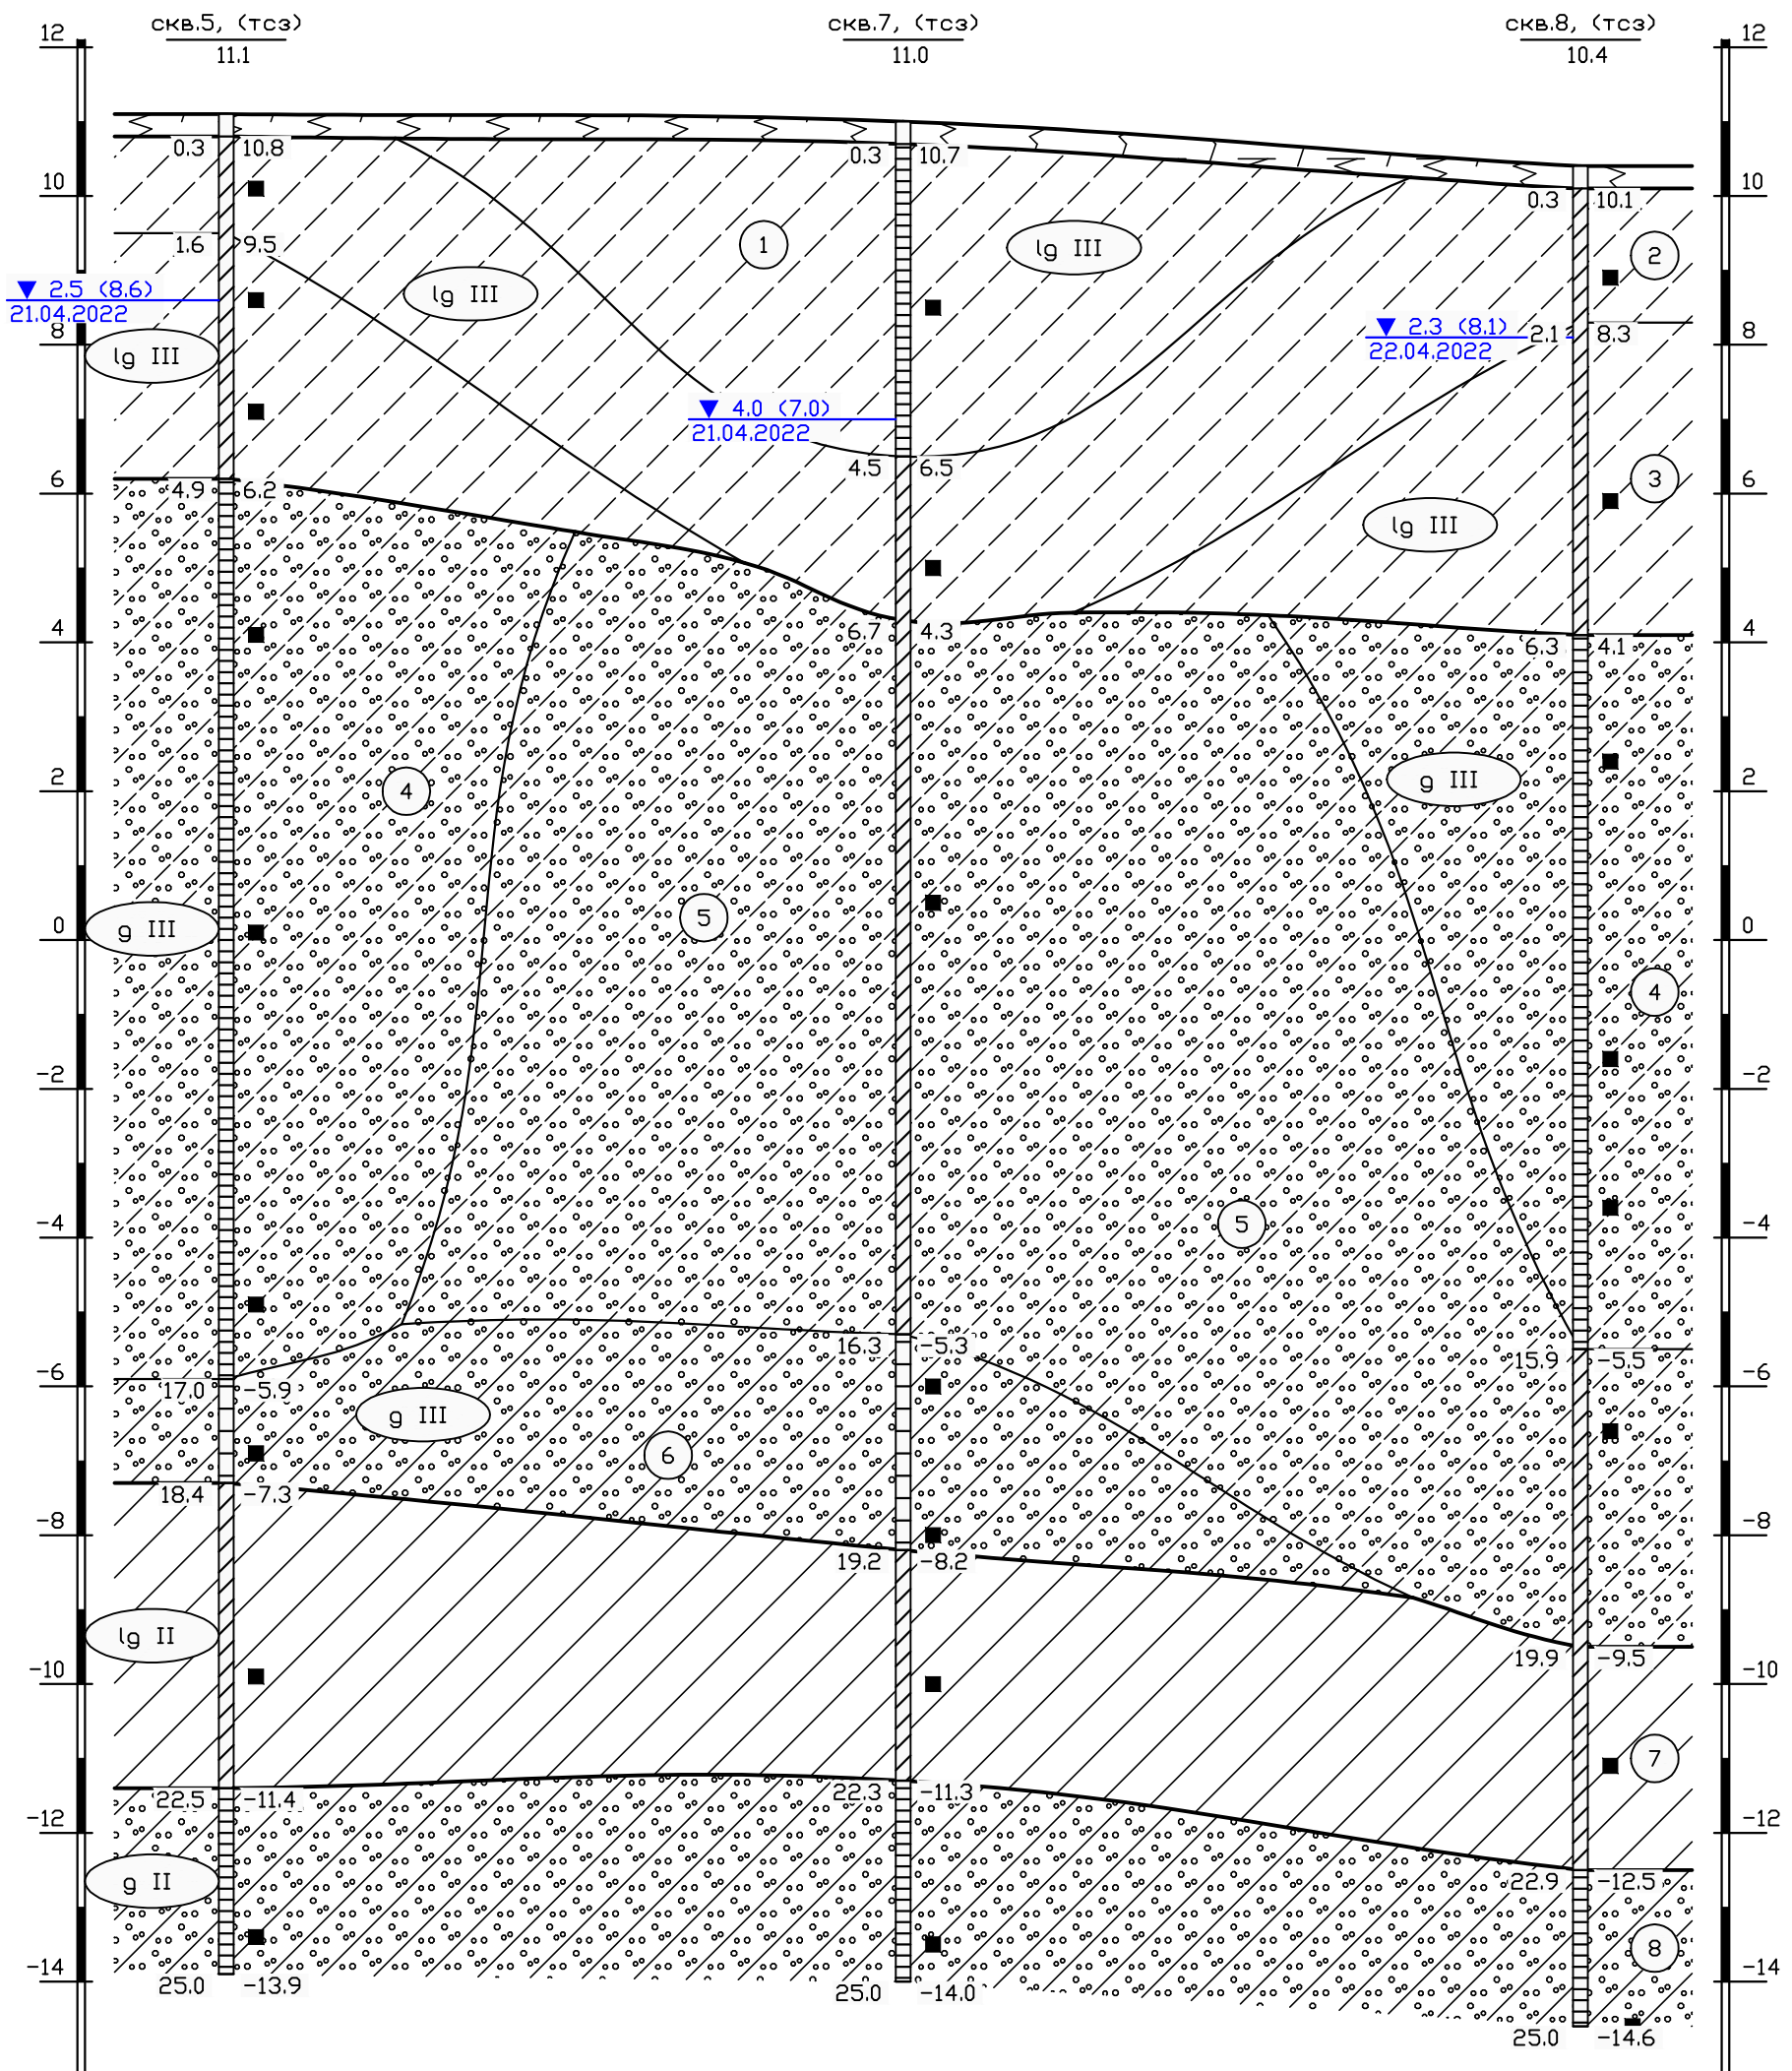 скв.5, (тсз) скв.7, (тсз) скв.8, (тсз)
12 11.1 11.0 10.4 12
0.3 10.8 0.3 10.7
10 0.3 10.1 10
1.6 9.5 1 lg III 2
2.5 (8.6) lg III
21.04.2022
8 2.3 (8.1) 2.1 8.3 8
lg III 22.04.2022
4.0 (7.0)
21.04.2022
4.5 6.5
6 4.9 6.2 3 6
lg III
4 6.7 4.3 6.3 4.1 4
2 4 g III 2
0 g III 5 0
4
-2 -2
-4 5 -4
16.3 -5.3 15.9 -5.5
-6 17.0 -5.9 -6
g III
6
18.4 -7.3
-8 19.2 -8.2 -8
lg II
-10 19.9 -9.5 -10
7
22.5 -11.4 22.3 -11.3
-12 -12
g II 22.9 -12.5
8
-14 25.0 -13.9 25.0 -14.0 -14
25.0 -14.6